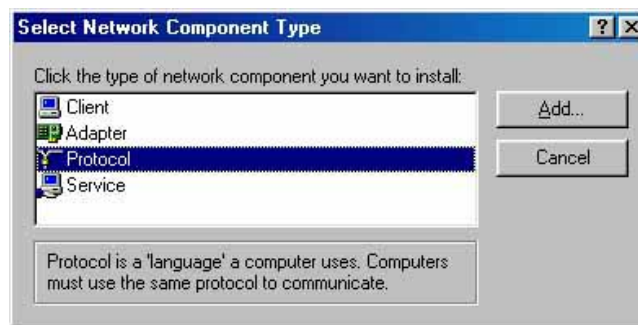 Select Network Component Type
Click the type of network component you want to install:
Client
Adapter
Protocol
Service
Add...
Cancel
Protocol is a 'language' a computer uses. Computers
must use the same protocol to communicate.